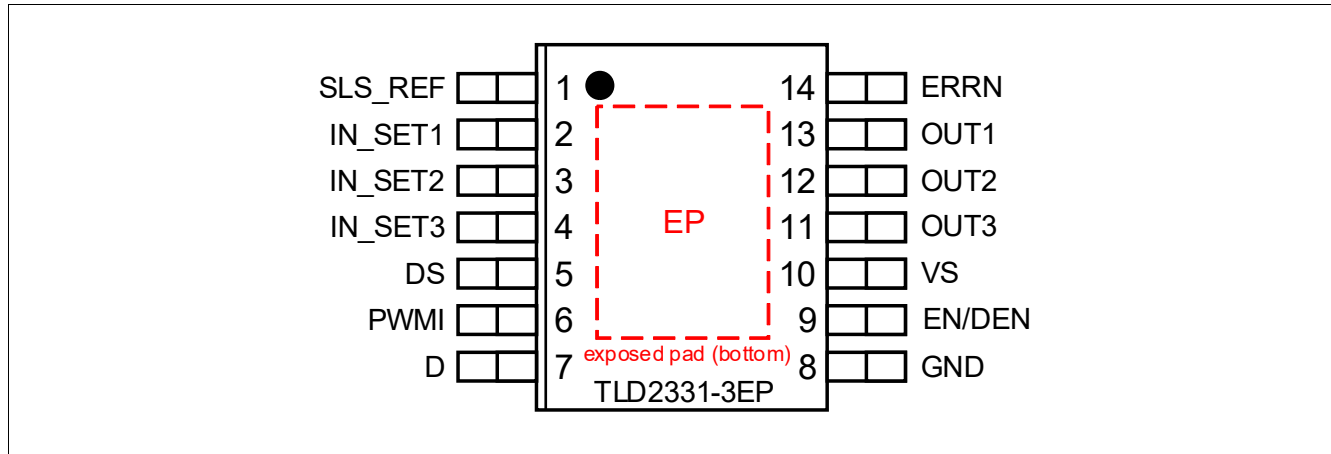 SLS_REF 1 14 ERRN
IN_SET1 2 13 OUT1
IN_SET2 3 12 OUT2
IN_SET3 4 EP 11 OUT3
DS 5 10 VS
PWMI 6 9 EN/DEN
D 7 exposed pad (bottom) 8 GND
TLD2331-3EP